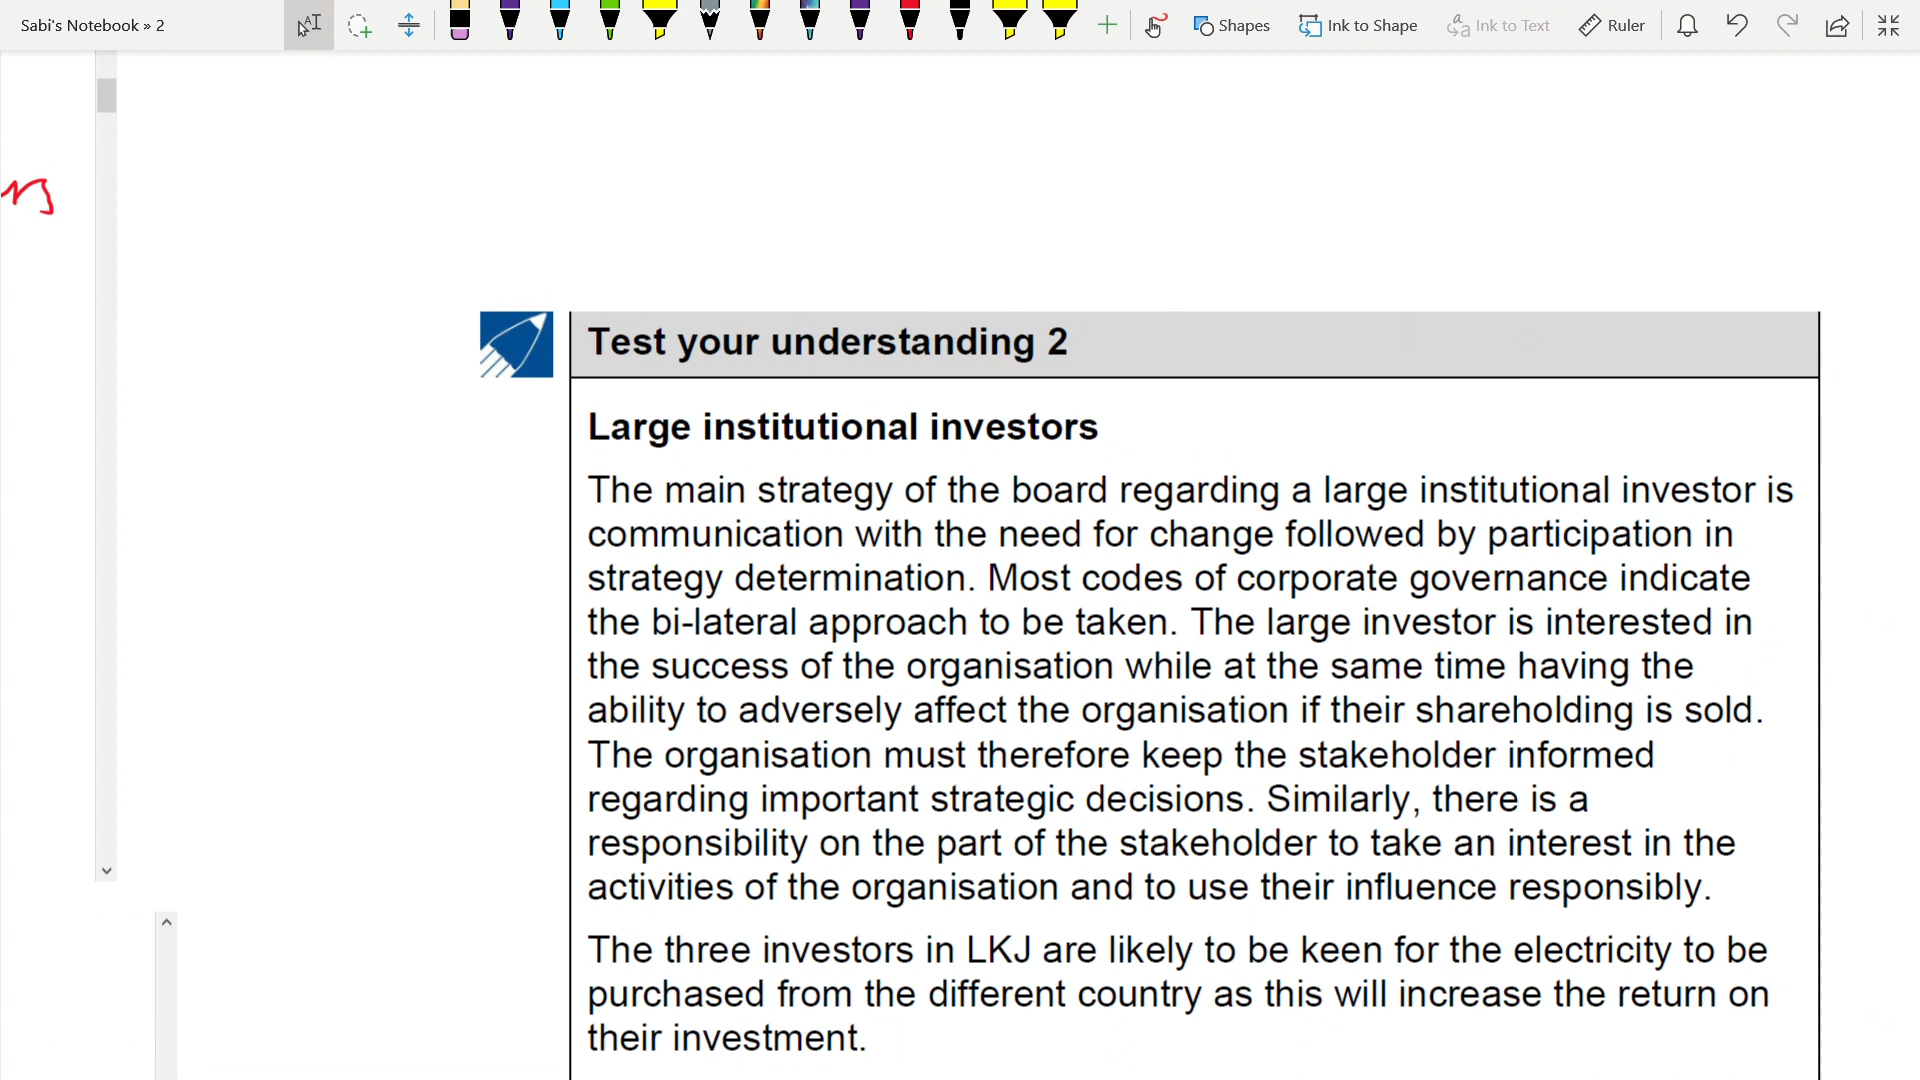 Sabi's Notebook » 2
Shapes
Ink to Shape
Ink to Text
Ruler
Test your understanding 2
Large institutional investors
The main strategy of the board regarding a large institutional investor is
communication with the need for change followed by participation in
strategy determination. Most codes of corporate governance indicate
the bi-lateral approach to be taken. The large investor is interested in
the success of the organisation while at the same time having the
ability to adversely affect the organisation if their shareholding is sold.
The organisation must therefore keep the stakeholder informed
regarding important strategic decisions. Similarly, there is a
responsibility on the part of the stakeholder to take an interest in the
activities of the organisation and to use their influence responsibly.
The three investors in LKJ are likely to be keen for the electricity to be
purchased from the different country as this will increase the return on
their investment.